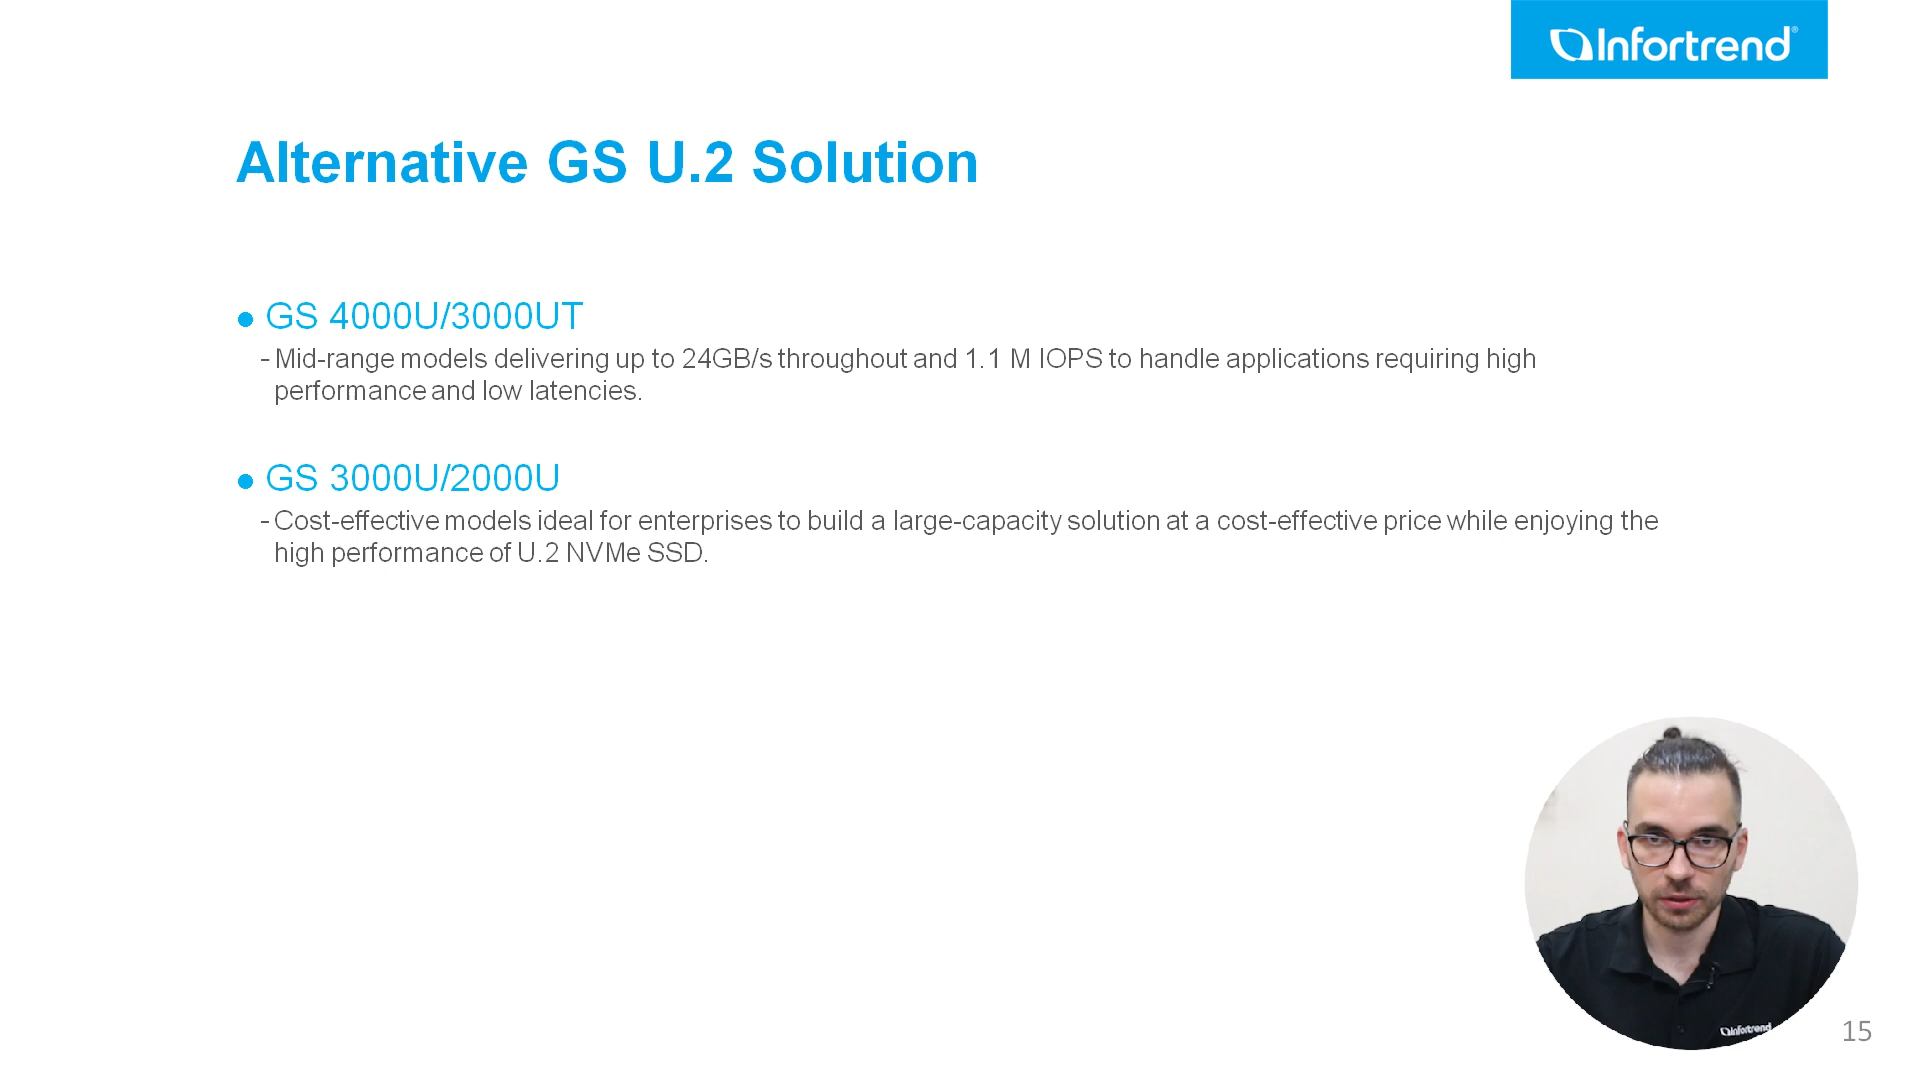 Infortrend®
Alternative GS U.2 Solution
● GS 4000U/3000UT
- Mid-range models delivering up to 24GB/s throughout and 1.1 M IOPS to handle applications requiring high
performance and low latencies.
● GS 3000U/2000U
- Cost-effective models ideal for enterprises to build a large-capacity solution at a cost-effective price while enjoying the
high performance of U.2 NVMe SSD.
Infortrend
15